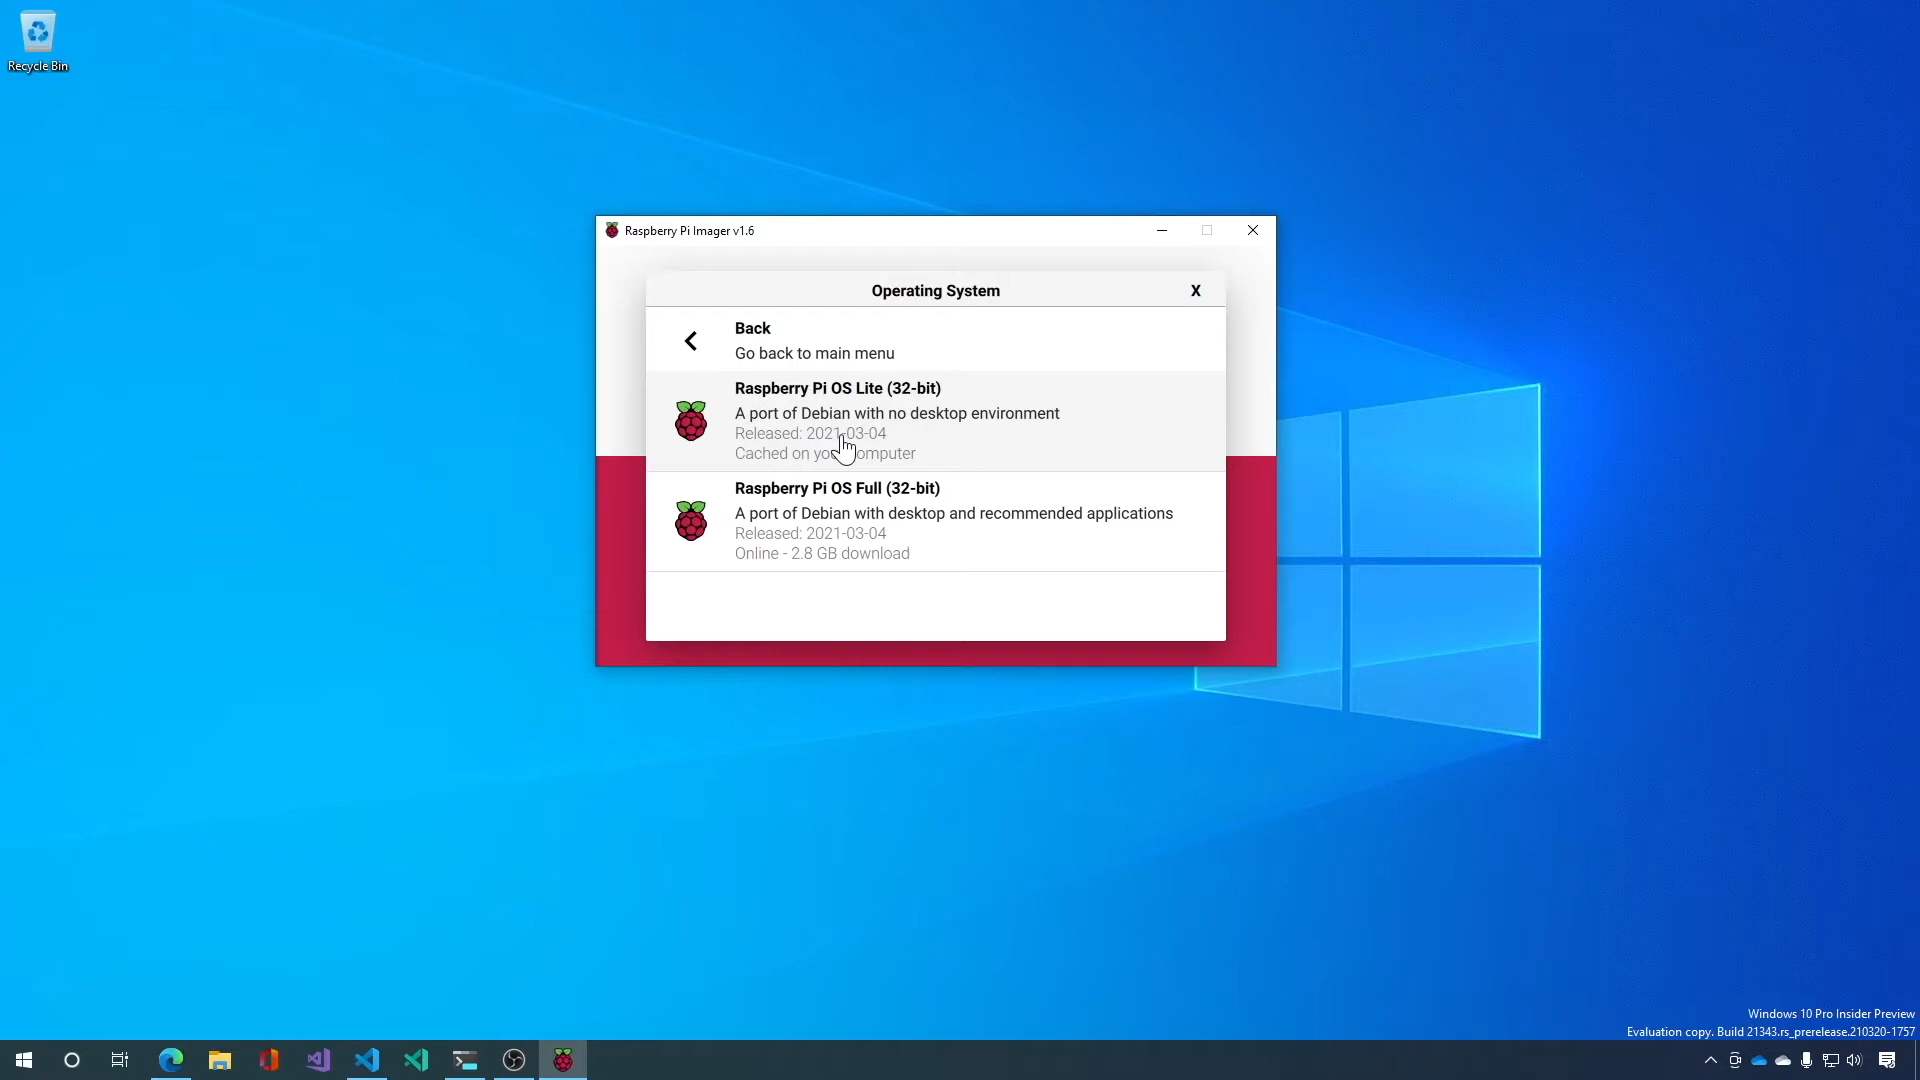 Recycle Bin
Raspberry Pi Imager v1.6
Operating System
X
Back
Go back to main menu
Raspberry Pi OS Lite (32-bit)
A port of Debian with no desktop environment
Released: 2021-03-04
Cached on your computer
Raspberry Pi OS Full (32-bit)
A port of Debian with desktop and recommended applications
Released: 2021-03-04
Online - 2.8 GB download
Windows 10 Pro Insider Preview
Evaluation copy. Build 21343.rs_prerelease.210320-1757